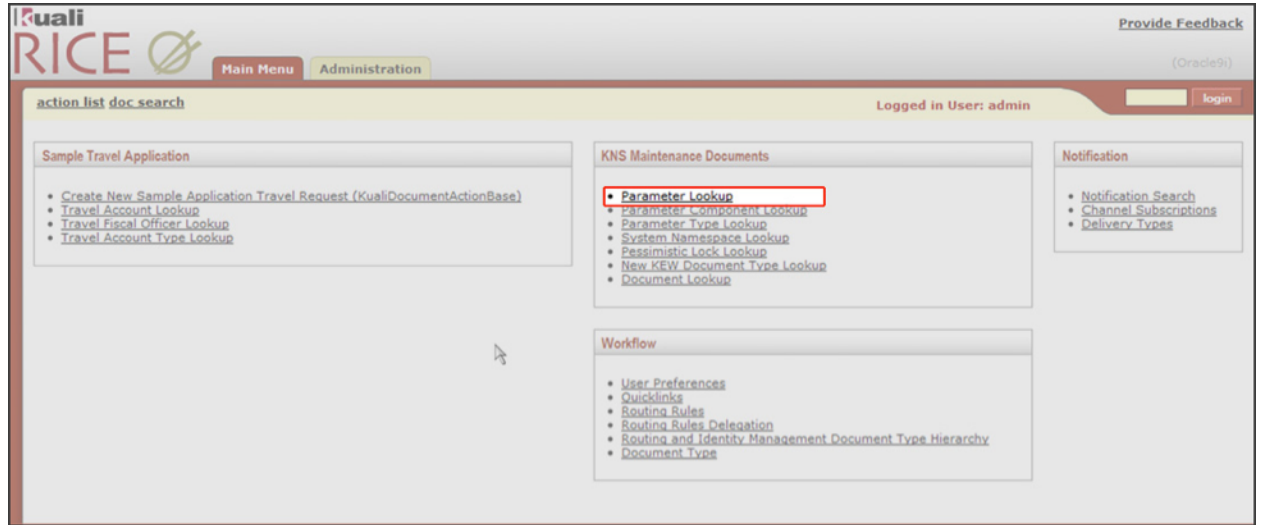 Kuali
RICE
Provide Feedback
Main Menu
Administration
(Oracle9i)
action list doc search
Logged in User: admin
login
Sample Travel Application
Create New Sample Application Travel Request (KualiDocumentActionBase)
Travel Account Lookup
Travel Fiscal Officer Lookup
Travel Account Type Lookup
KNS Maintenance Documents
Parameter Lookup
Parameter Component Lookup
Parameter Type Lookup
System Namespace Lookup
Pessimistic Lock Lookup
New KEW Document Type Lookup
Document Lookup
Notification
Notification Search
Channel Subscriptions
Delivery Types
Workflow
User Preferences
Quicklinks
Routing Rules
Routing Rules Delegation
Routing and Identity Management Document Type Hierarchy
Document Type